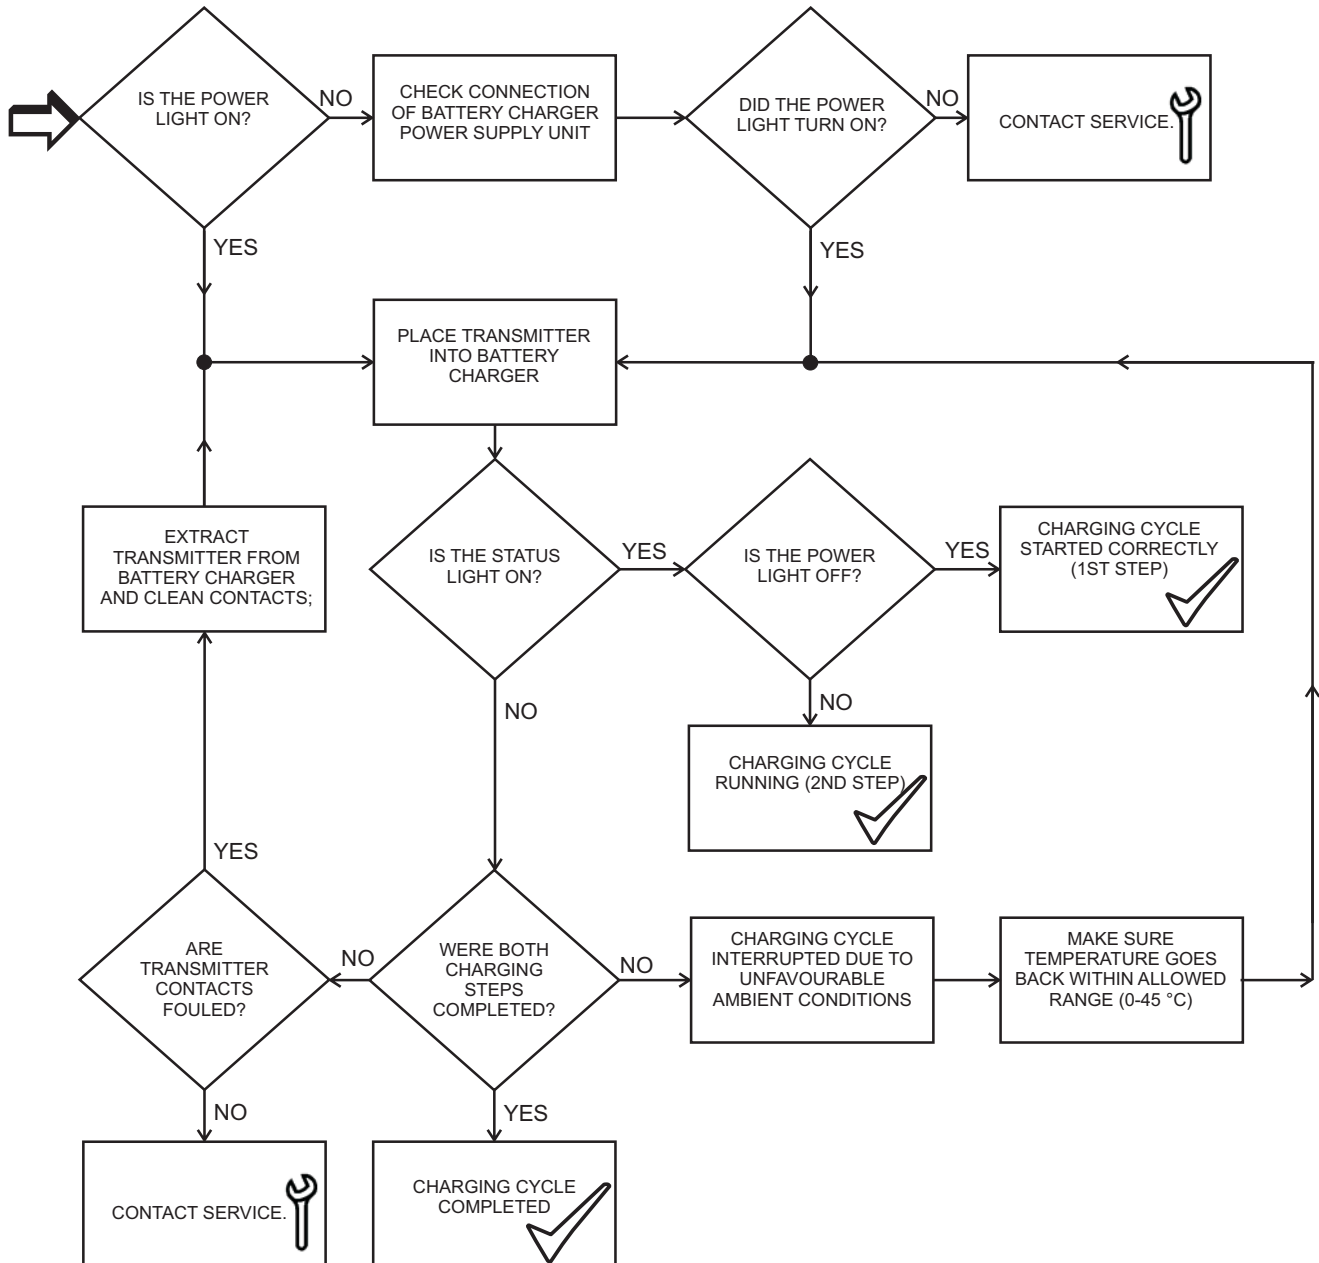 IS THE POWER
LIGHT ON?
NO
CHECK CONNECTION
OF BATTERY CHARGER
POWER SUPPLY UNIT
DID THE POWER
LIGHT TURN ON?
NO
CONTACT SERVICE.
YES
YES
PLACE TRANSMITTER
INTO BATTERY
CHARGER
EXTRACT
TRANSMITTER FROM
BATTERY CHARGER
AND CLEAN CONTACTS;
IS THE STATUS
LIGHT ON?
YES
IS THE POWER
LIGHT OFF?
YES
CHARGING CYCLE
STARTED CORRECTLY
(1ST STEP)
NO
NO
CHARGING CYCLE
RUNNING (2ND STEP)
YES
ARE
TRANSMITTER
CONTACTS
FOULED?
NO
WERE BOTH
CHARGING
STEPS
COMPLETED?
NO
CHARGING CYCLE
INTERRUPTED DUE TO
UNFAVOURABLE
AMBIENT CONDITIONS
MAKE SURE
TEMPERATURE GOES
BACK WITHIN ALLOWED
RANGE (0-45 °C)
NO
YES
CONTACT SERVICE.
CHARGING CYCLE
COMPLETED